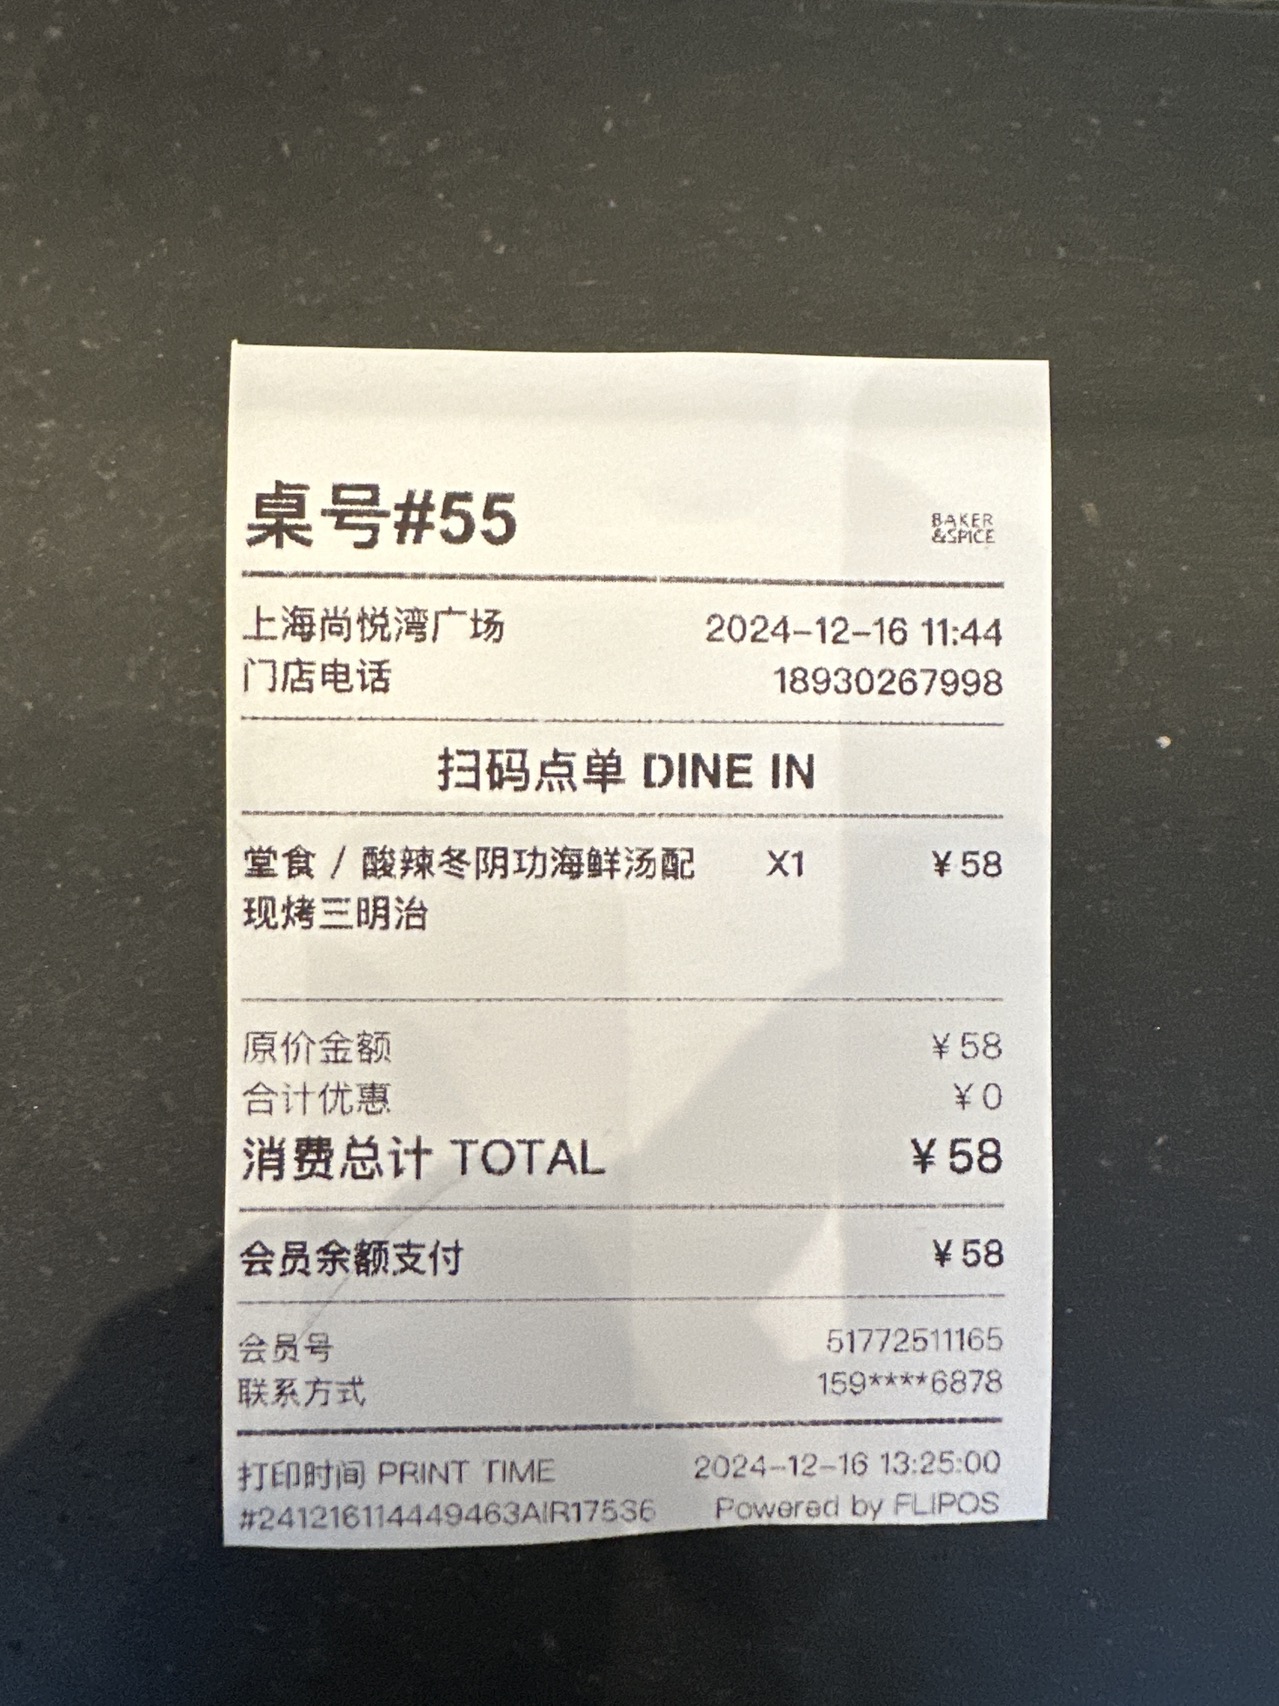 桌号#55
BAKER
&SPICE
上海尚悦湾广场 2024-12-16 11:44
门店电话 18930267998
扫码点单 DINE IN
堂食 / 酸辣冬阴功海鲜汤配 X1 ¥58
现烤三明治
原价金额 ¥58
合计优惠 ¥0
消费总计 TOTAL ¥58
会员余额支付 ¥58
会员号 51772511165
联系方式 159****6878
打印时间 PRINT TIME 2024-12-16 13:25:00
#241216114449463AIR17536 Powered by FLIPOS